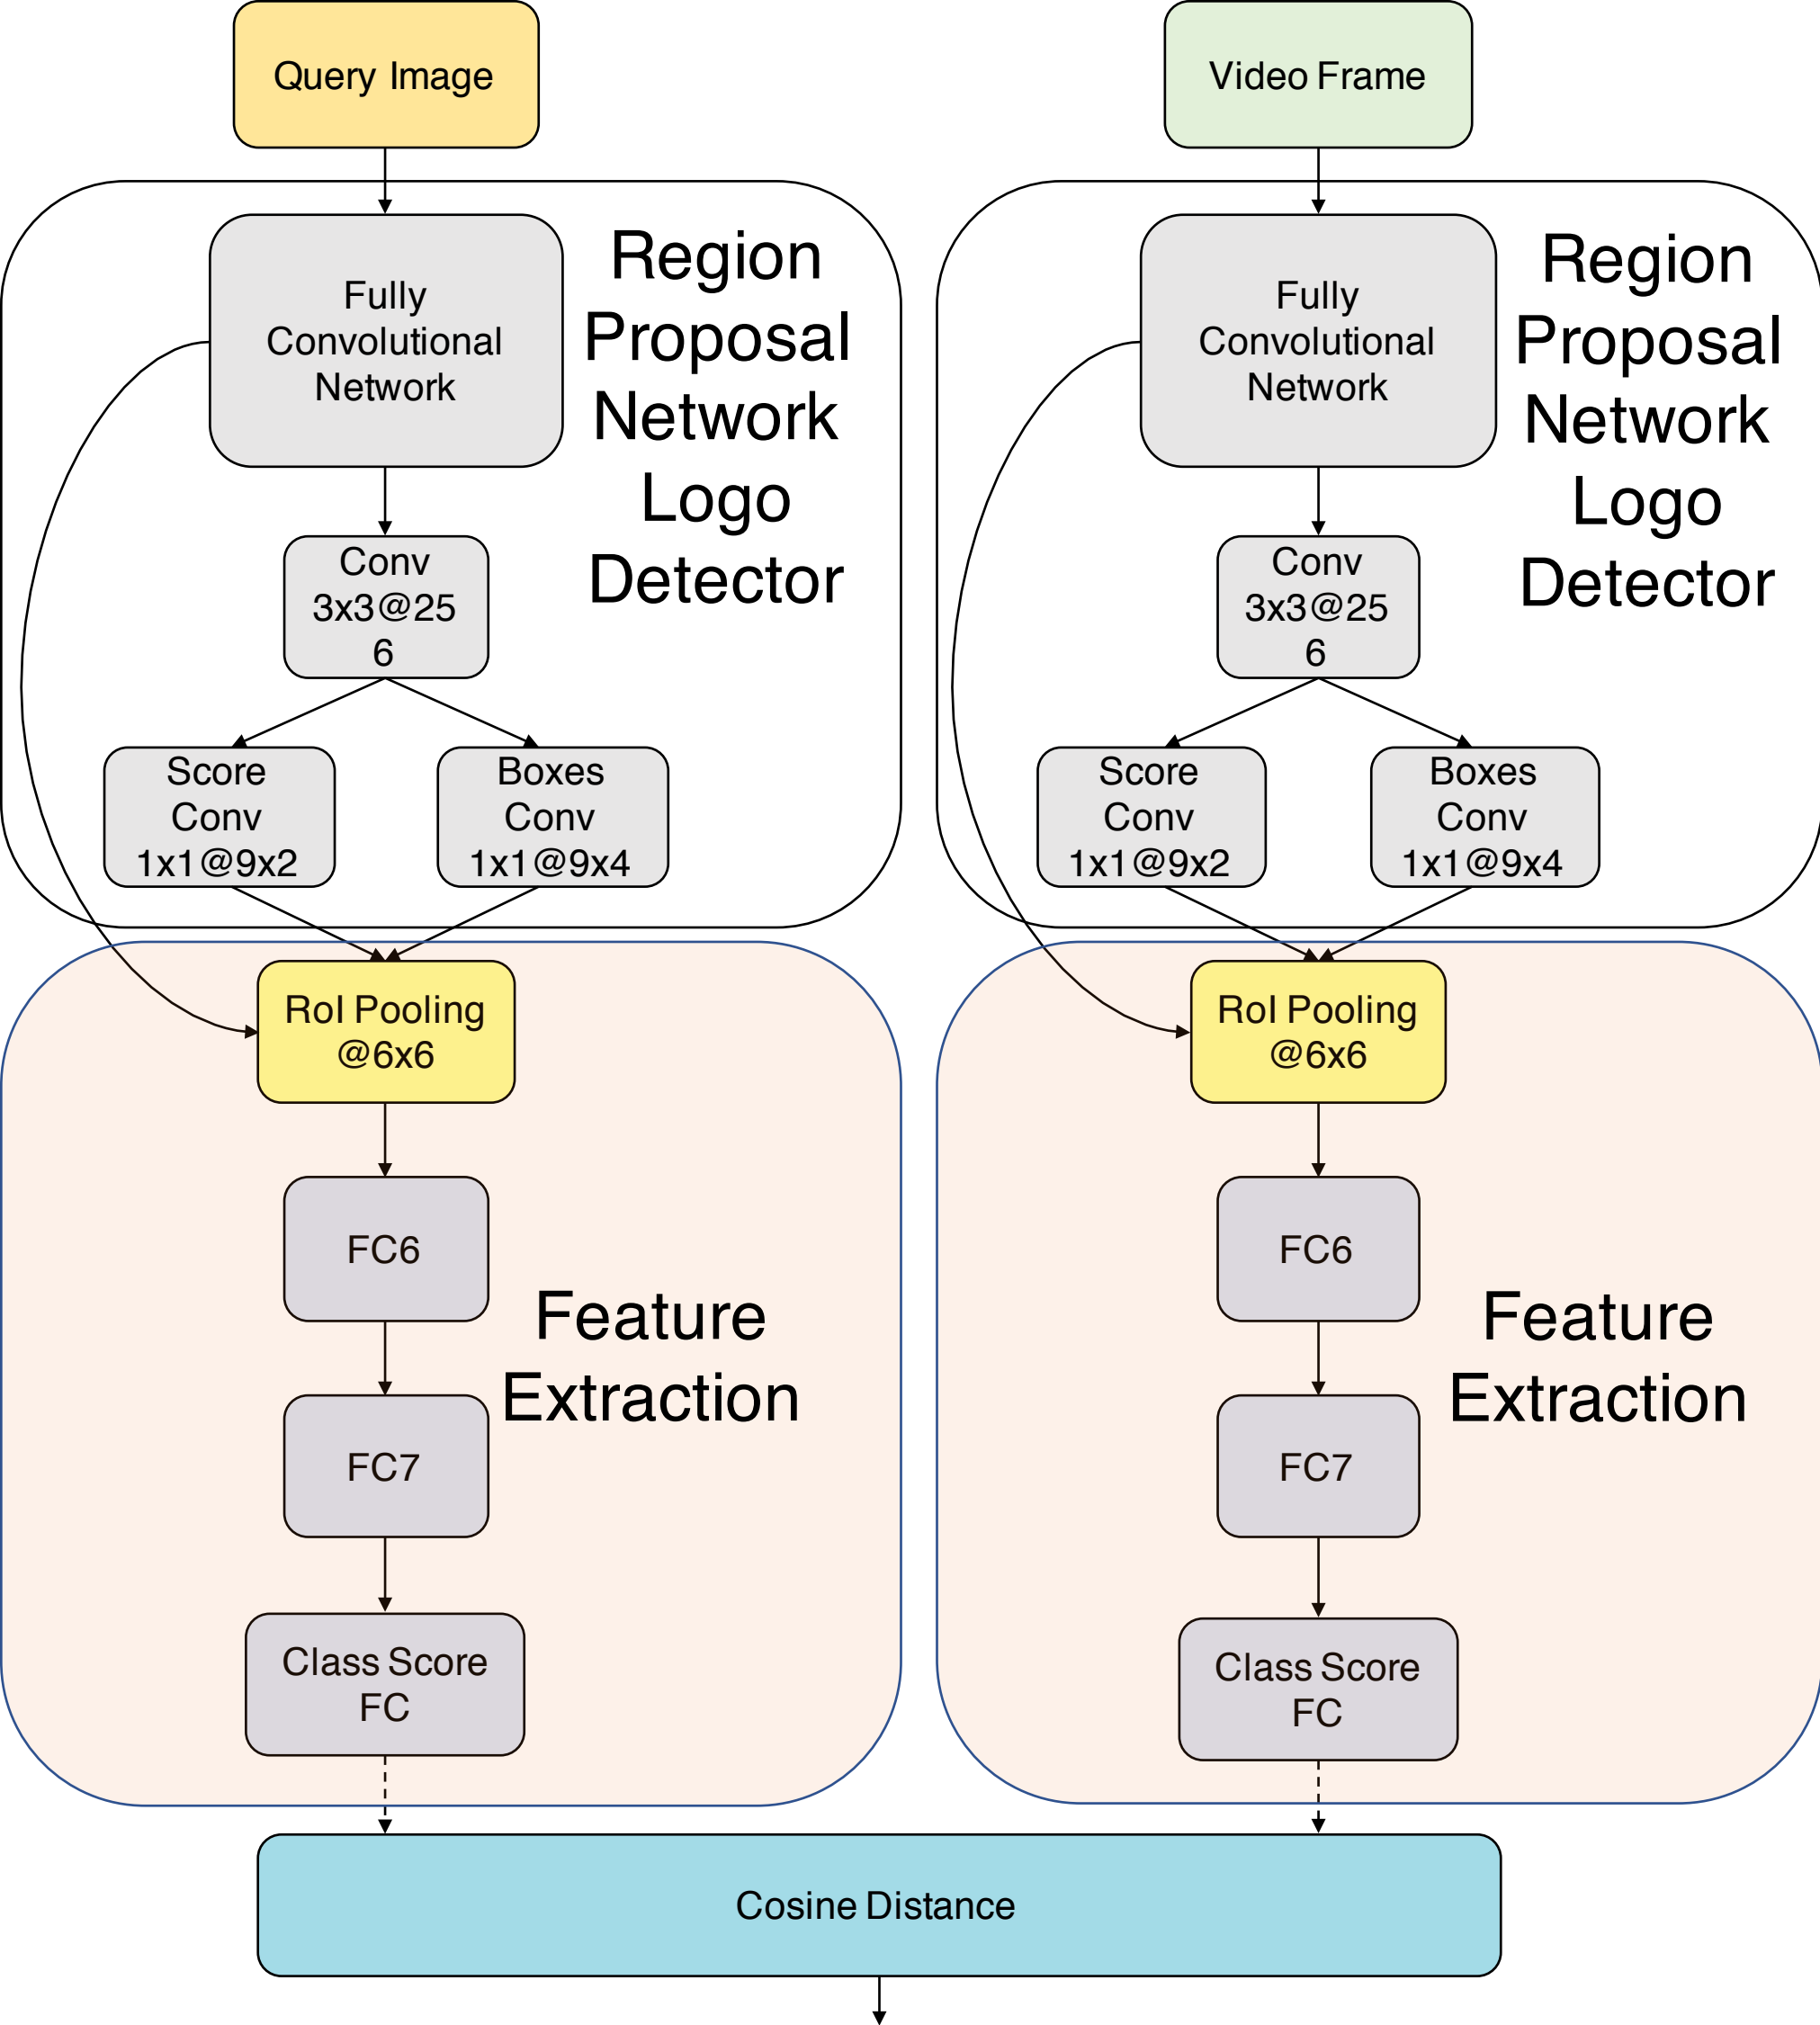 Query Image
Fully
Convolutional
Network
Region
Proposal
Network
Logo
Detector
Conv
3x3@25
6
Score
Conv
1x1@9x2
Boxes
Conv
1x1@9x4
RoI Pooling
@6x6
FC6
FC7
Feature
Extraction
Class Score
FC
Video Frame
Fully
Convolutional
Network
Region
Proposal
Network
Logo
Detector
Conv
3x3@25
6
Score
Conv
1x1@9x2
Boxes
Conv
1x1@9x4
RoI Pooling
@6x6
FC6
FC7
Feature
Extraction
Class Score
FC
Cosine Distance